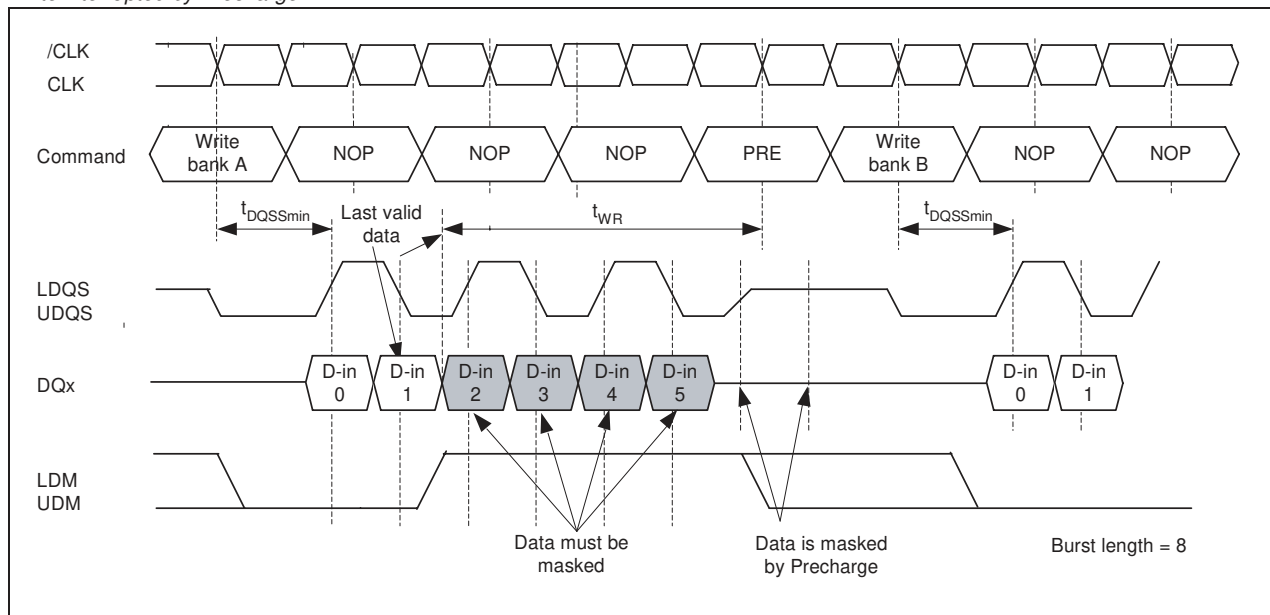 /CLK
CLK
Command
Write
bank A
NOP
NOP
NOP
PRE
Write
bank B
NOP
NOP
tDQSSmin
Last valid
data
tWR
tDQSSmin
LDQS
UDQS
DQx
D-in
0
D-in
1
D-in
2
D-in
3
D-in
4
D-in
5
D-in
0
D-in
1
LDM
UDM
Data must be
masked
Data is masked
by Precharge
Burst length = 8